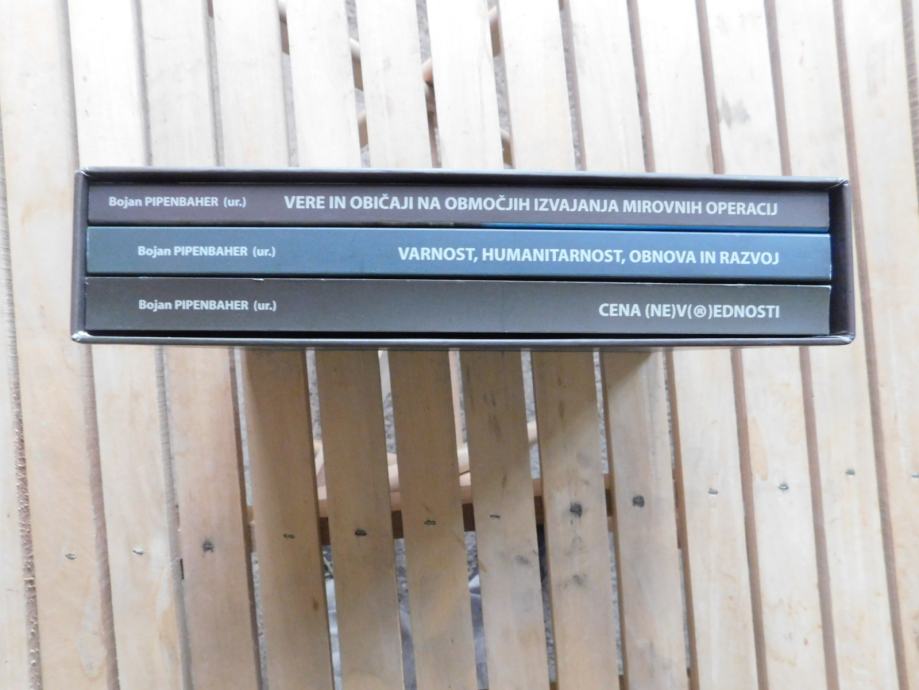 Bojan PIPENBAHER (ur.) VERE IN OBIČAJI NA OBMOČJIH IZVAJANJA MIROVNIH OPERACIJ
Bojan PIPENBAHER (ur.) VARNOST, HUMANITARNOST, OBNOVA IN RAZVOJ
Bojan PIPENBAHER (ur.) CENA (NE)V(®)EDNOSTI